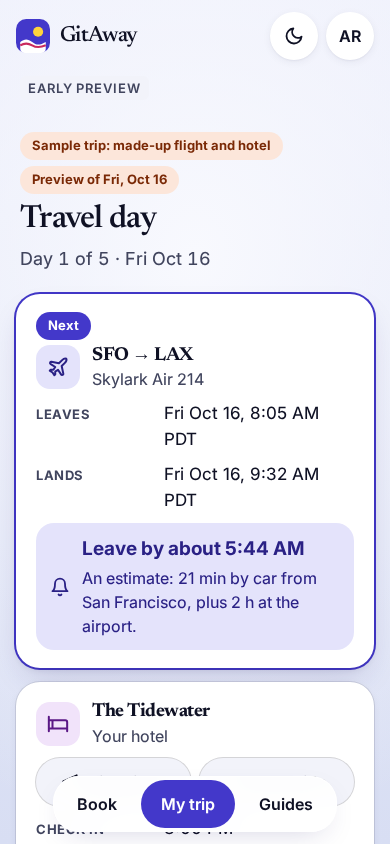 GitAway
AR
EARLY PREVIEW
Sample trip: made-up flight and hotel
Preview of Fri, Oct 16
Travel day
Day 1 of 5 · Fri Oct 16
Next
SFO → LAX
Skylark Air 214
LEAVES
Fri Oct 16, 8:05 AM
PDT
LANDS
Fri Oct 16, 9:32 AM
PDT
Leave by about 5:44 AM
An estimate: 21 min by car from
San Francisco, plus 2 h at the
airport.
The Tidewater
Your hotel
Book
My trip
Guides
CHECK IN